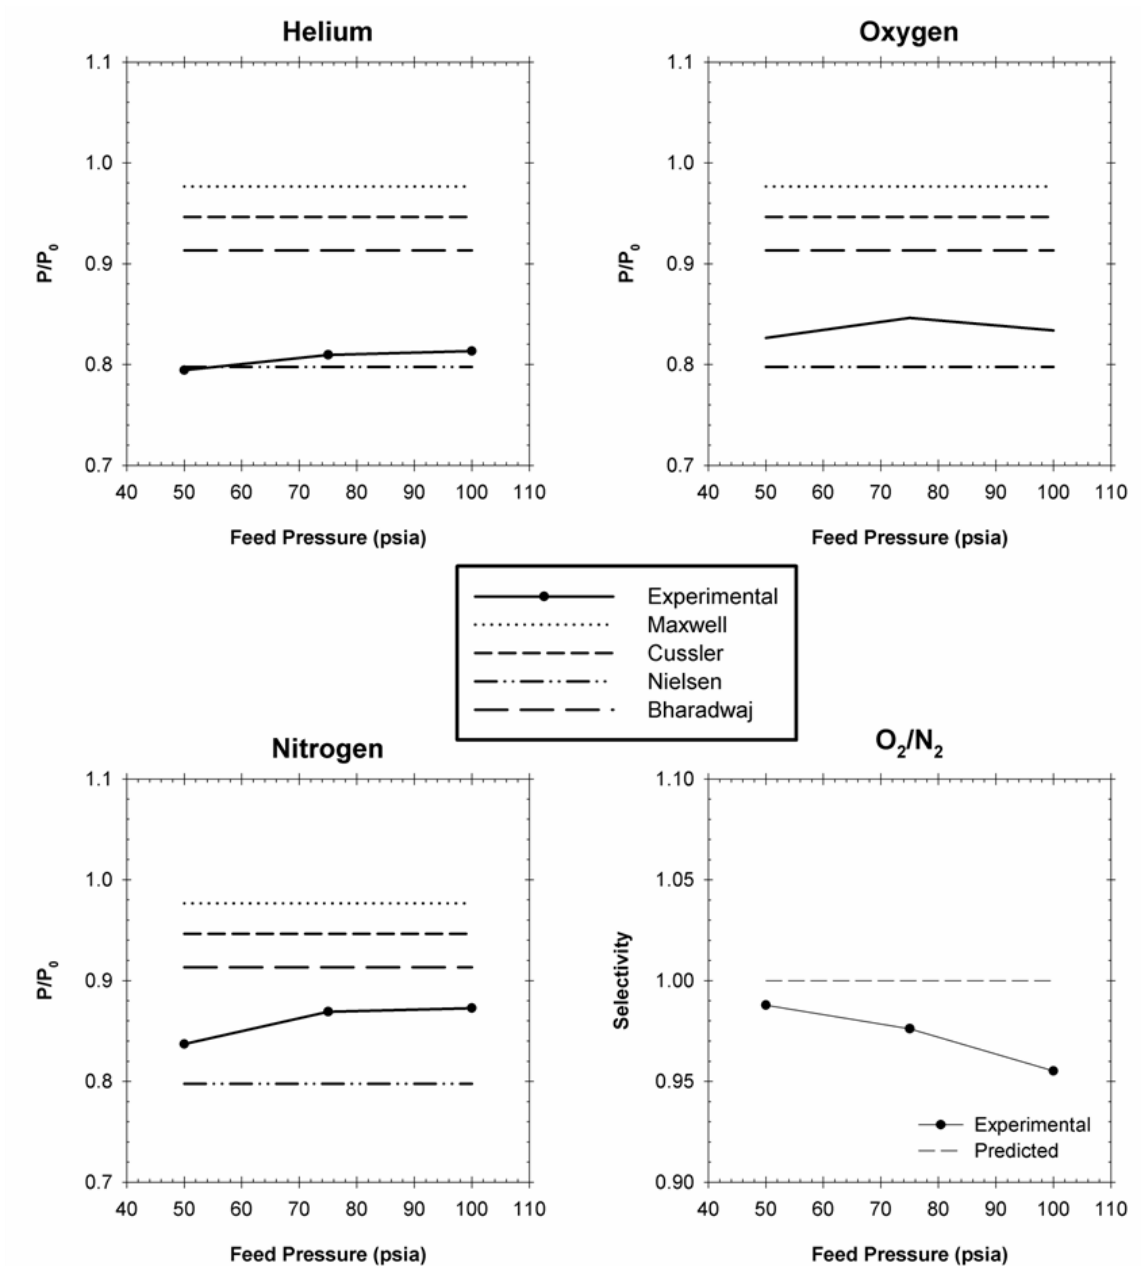 Helium
1.1
1.0
0.9
0.8
0.7
P/P0
40 50 60 70 80 90 100 110
Feed Pressure (psia)
Oxygen
1.1
1.0
0.9
0.8
0.7
P/P0
40 50 60 70 80 90 100 110
Feed Pressure (psia)
Experimental
Maxwell
Cussler
Nielsen
Bharadwaj
Nitrogen
1.1
1.0
0.9
0.8
0.7
P/P0
40 50 60 70 80 90 100 110
Feed Pressure (psia)
O2/N2
1.10
1.05
1.00
0.95
0.90
Selectivity
Experimental
Predicted
40 50 60 70 80 90 100 110
Feed Pressure (psia)